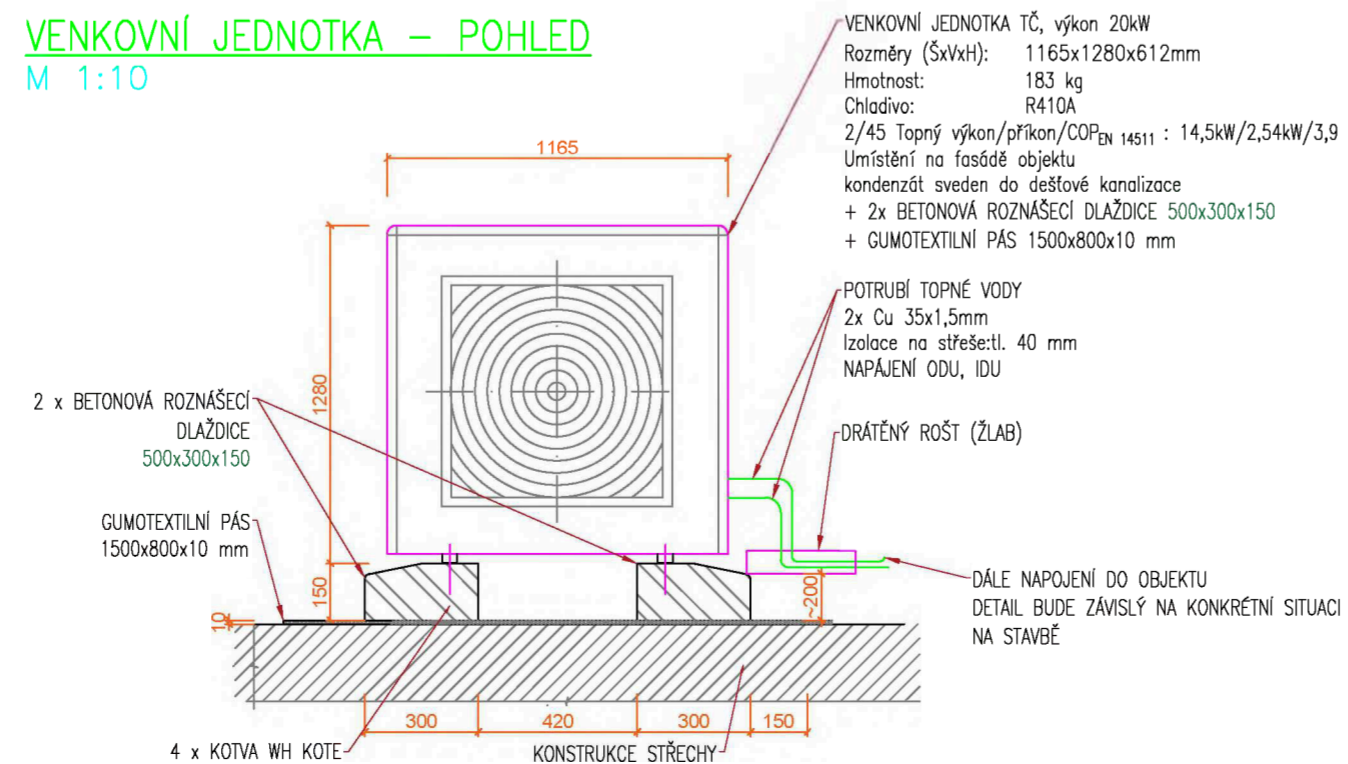 VENKOVNÍ JEDNOTKA – POHLED
M 1:10
VENKOVNÍ JEDNOTKA TČ, výkon 20kW
Rozměry (ŠxVxH): 1165x1280x612mm
Hmotnost: 183 kg
Chladivo: R410A
2/45 Topný výkon/příkon/COP EN 14511 : 14,5kW/2,54kW/3,9
Umístění na fasádě objektu
kondenzát sveden do dešťové kanalizace
+ 2x BETONOVÁ ROZNÁŠECÍ DLAŽDICE 500x300x150
+ GUMOTEXTILNÍ PÁS 1500x800x10 mm
1165
POTRUBÍ TOPNÉ VODY
2x Cu 35x1,5mm
Izolace na střeše:tl. 40 mm
NAPÁJENÍ ODU, IDU
1280
2 x BETONOVÁ ROZNÁŠECÍ
DLAŽDICE
500x300x150
DRÁTĚNÝ ROŠT (ŽLAB)
GUMOTEXTILNÍ PÁS
1500x800x10 mm
150
10
~200
DÁLE NAPOJENÍ DO OBJEKTU
DETAIL BUDE ZÁVISLÝ NA KONKRÉTNÍ SITUACI
NA STAVBĚ
300
420
300
150
4 x KOTVA WH KOTE
KONSTRUKCE STŘECHY